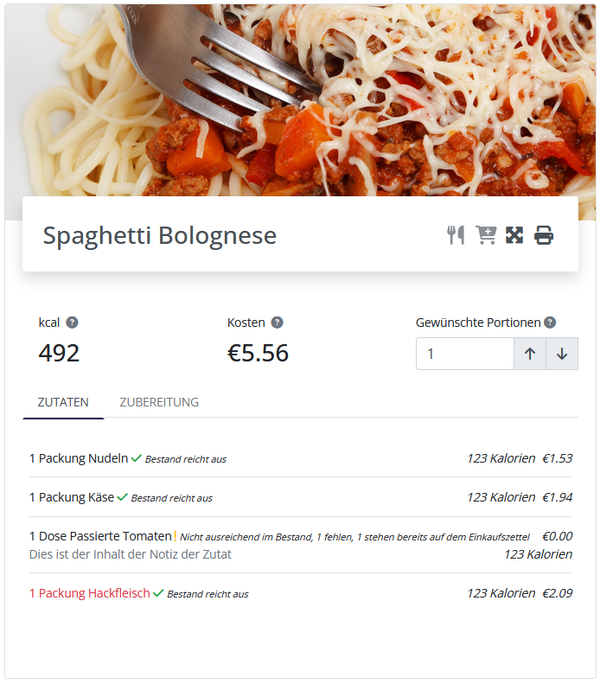 Spaghetti Bolognese
kcal ?
Kosten ?
Gewünschte Portionen ?
492
€5.56
1
ZUTATEN
ZUBEREITUNG
1 Packung Nudeln Bestand reicht aus 123 Kalorien €1.53
1 Packung Käse Bestand reicht aus 123 Kalorien €1.94
1 Dose Passierte Tomaten ! Nicht ausreichend im Bestand, 1 fehlen, 1 stehen bereits auf dem Einkaufszettel €0.00
Dies ist der Inhalt der Notiz der Zutat 123 Kalorien
1 Packung Hackfleisch Bestand reicht aus 123 Kalorien €2.09